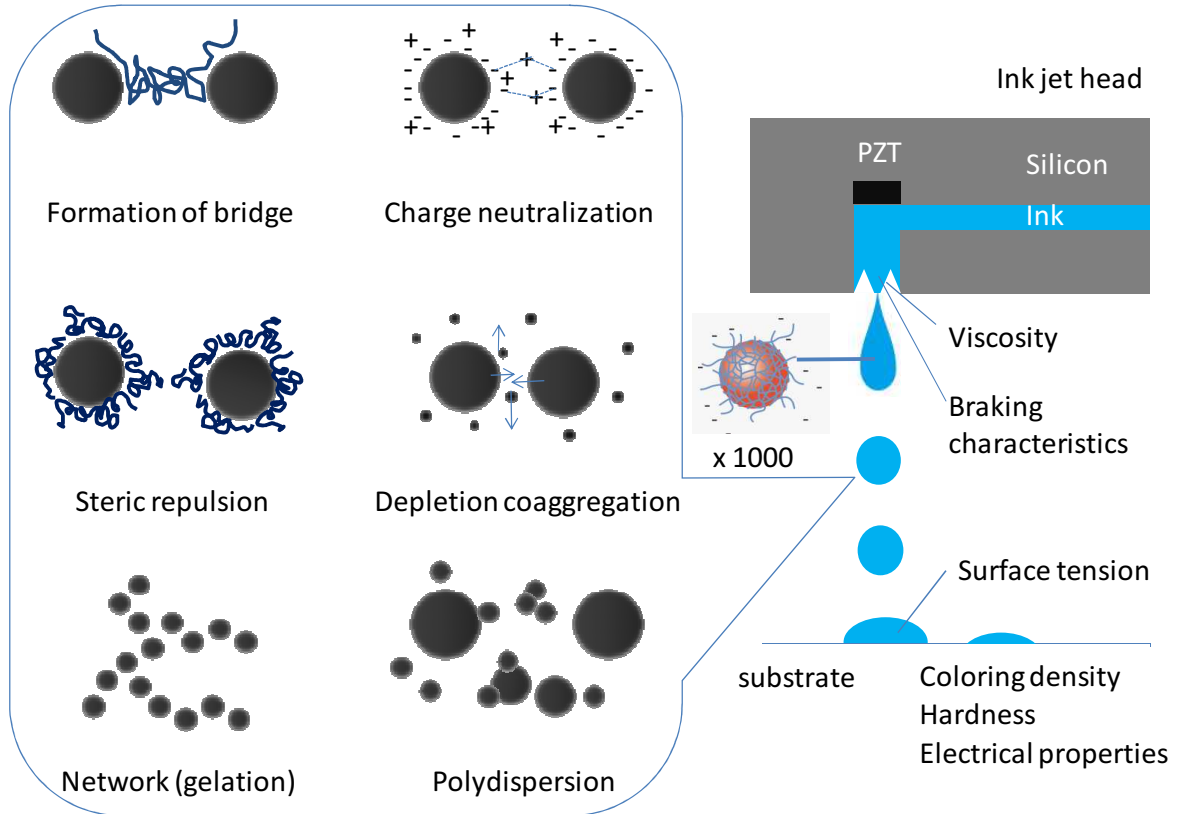 Formation of bridge
Charge neutralization
Steric repulsion
Depletion coaggregation
Network (gelation)
Polydispersion
Ink jet head
PZT
Silicon
Ink
Viscosity
Braking
characteristics
x 1000
Surface tension
substrate
Coloring density
Hardness
Electrical properties